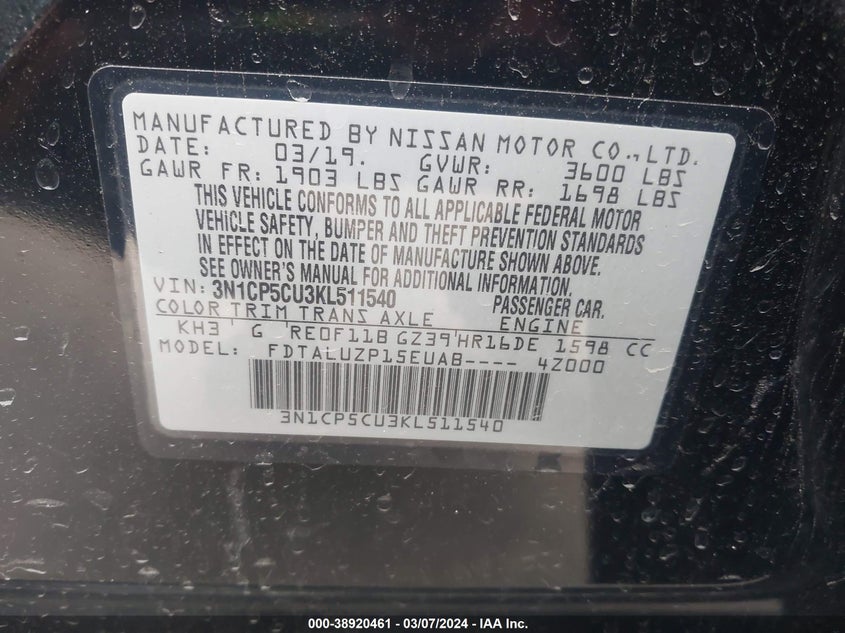 MANUFACTURED BY NISSAN MOTOR CO.,LTD.
DATE: 03/19. GVWR: 3600 LBS
GAWR FR: 1903 LBS GAWR RR: 1698 LBS
THIS VEHICLE CONFORMS TO ALL APPLICABLE FEDERAL MOTOR
VEHICLE SAFETY, BUMPER AND THEFT PREVENTION STANDARDS
IN EFFECT ON THE DATE OF MANUFACTURE SHOWN ABOVE.
SEE OWNER'S MANUAL FOR ADDITIONAL INFORMATION.
VIN: 3N1CP5CU3KL511540 PASSENGER CAR.
COLOR TRIM TRANS AXLE ENGINE
KH3 ' G ' RE0F11B GZ39'HR16DE 1598 CC
MODEL: FDTALUZP15EUAB---- 4Z000
3N1CP5CU3KL511540
000-38920461 - 03/07/2024 - IAA Inc.